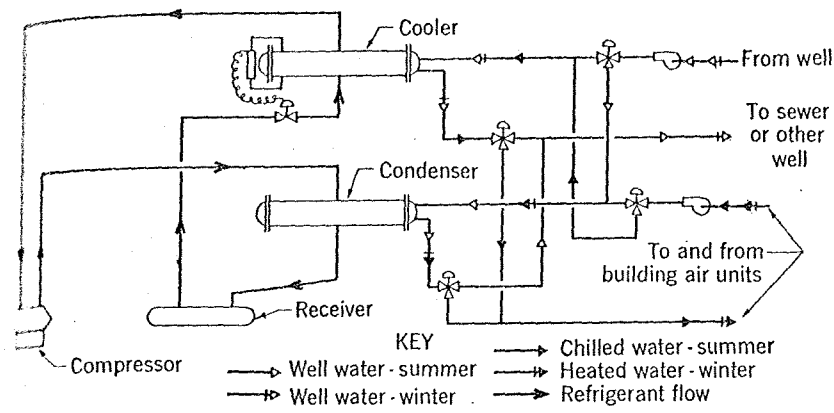 Cooler
From well
To sewer
or other
well
Condenser
To and from
building air units
Receiver
Compressor
KEY
Well water - summer
Well water - winter
Chilled water - summer
Heated water - winter
Refrigerant flow